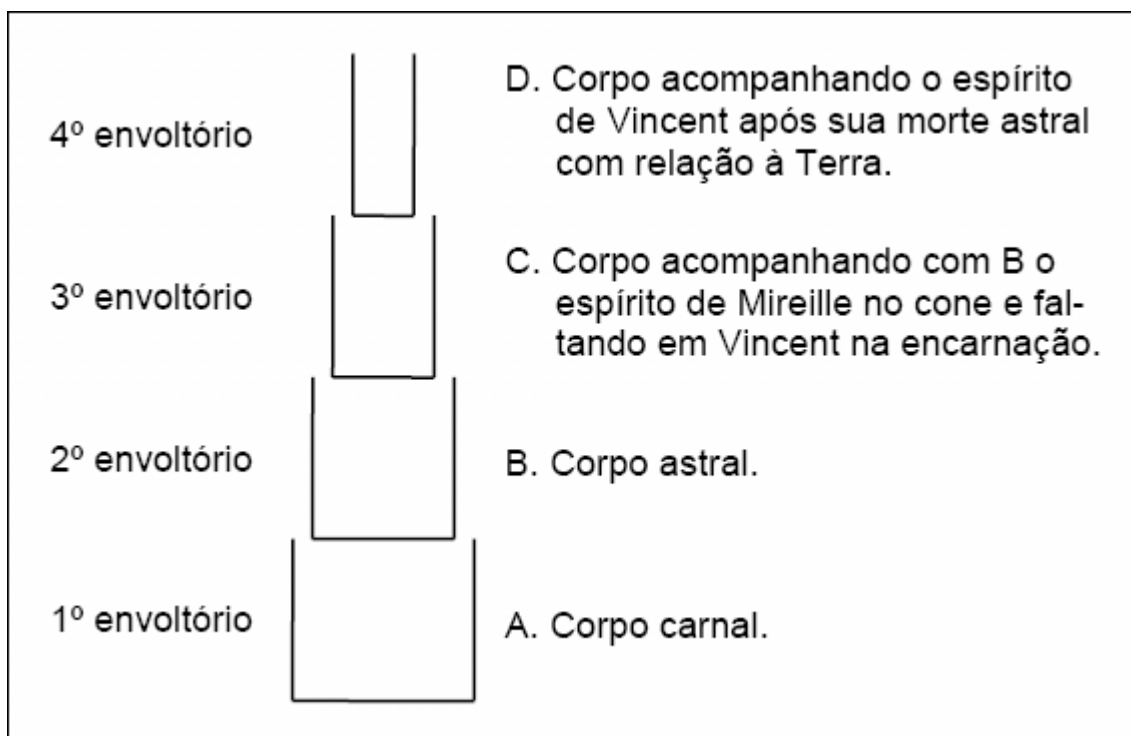 4º envoltório
D. Corpo acompanhando o espírito
de Vincent após sua morte astral
com relação à Terra.
3º envoltório
C. Corpo acompanhando com B o
espírito de Mireille no cone e fal-
tando em Vincent na encarnação.
2º envoltório
B. Corpo astral.
1º envoltório
A. Corpo carnal.